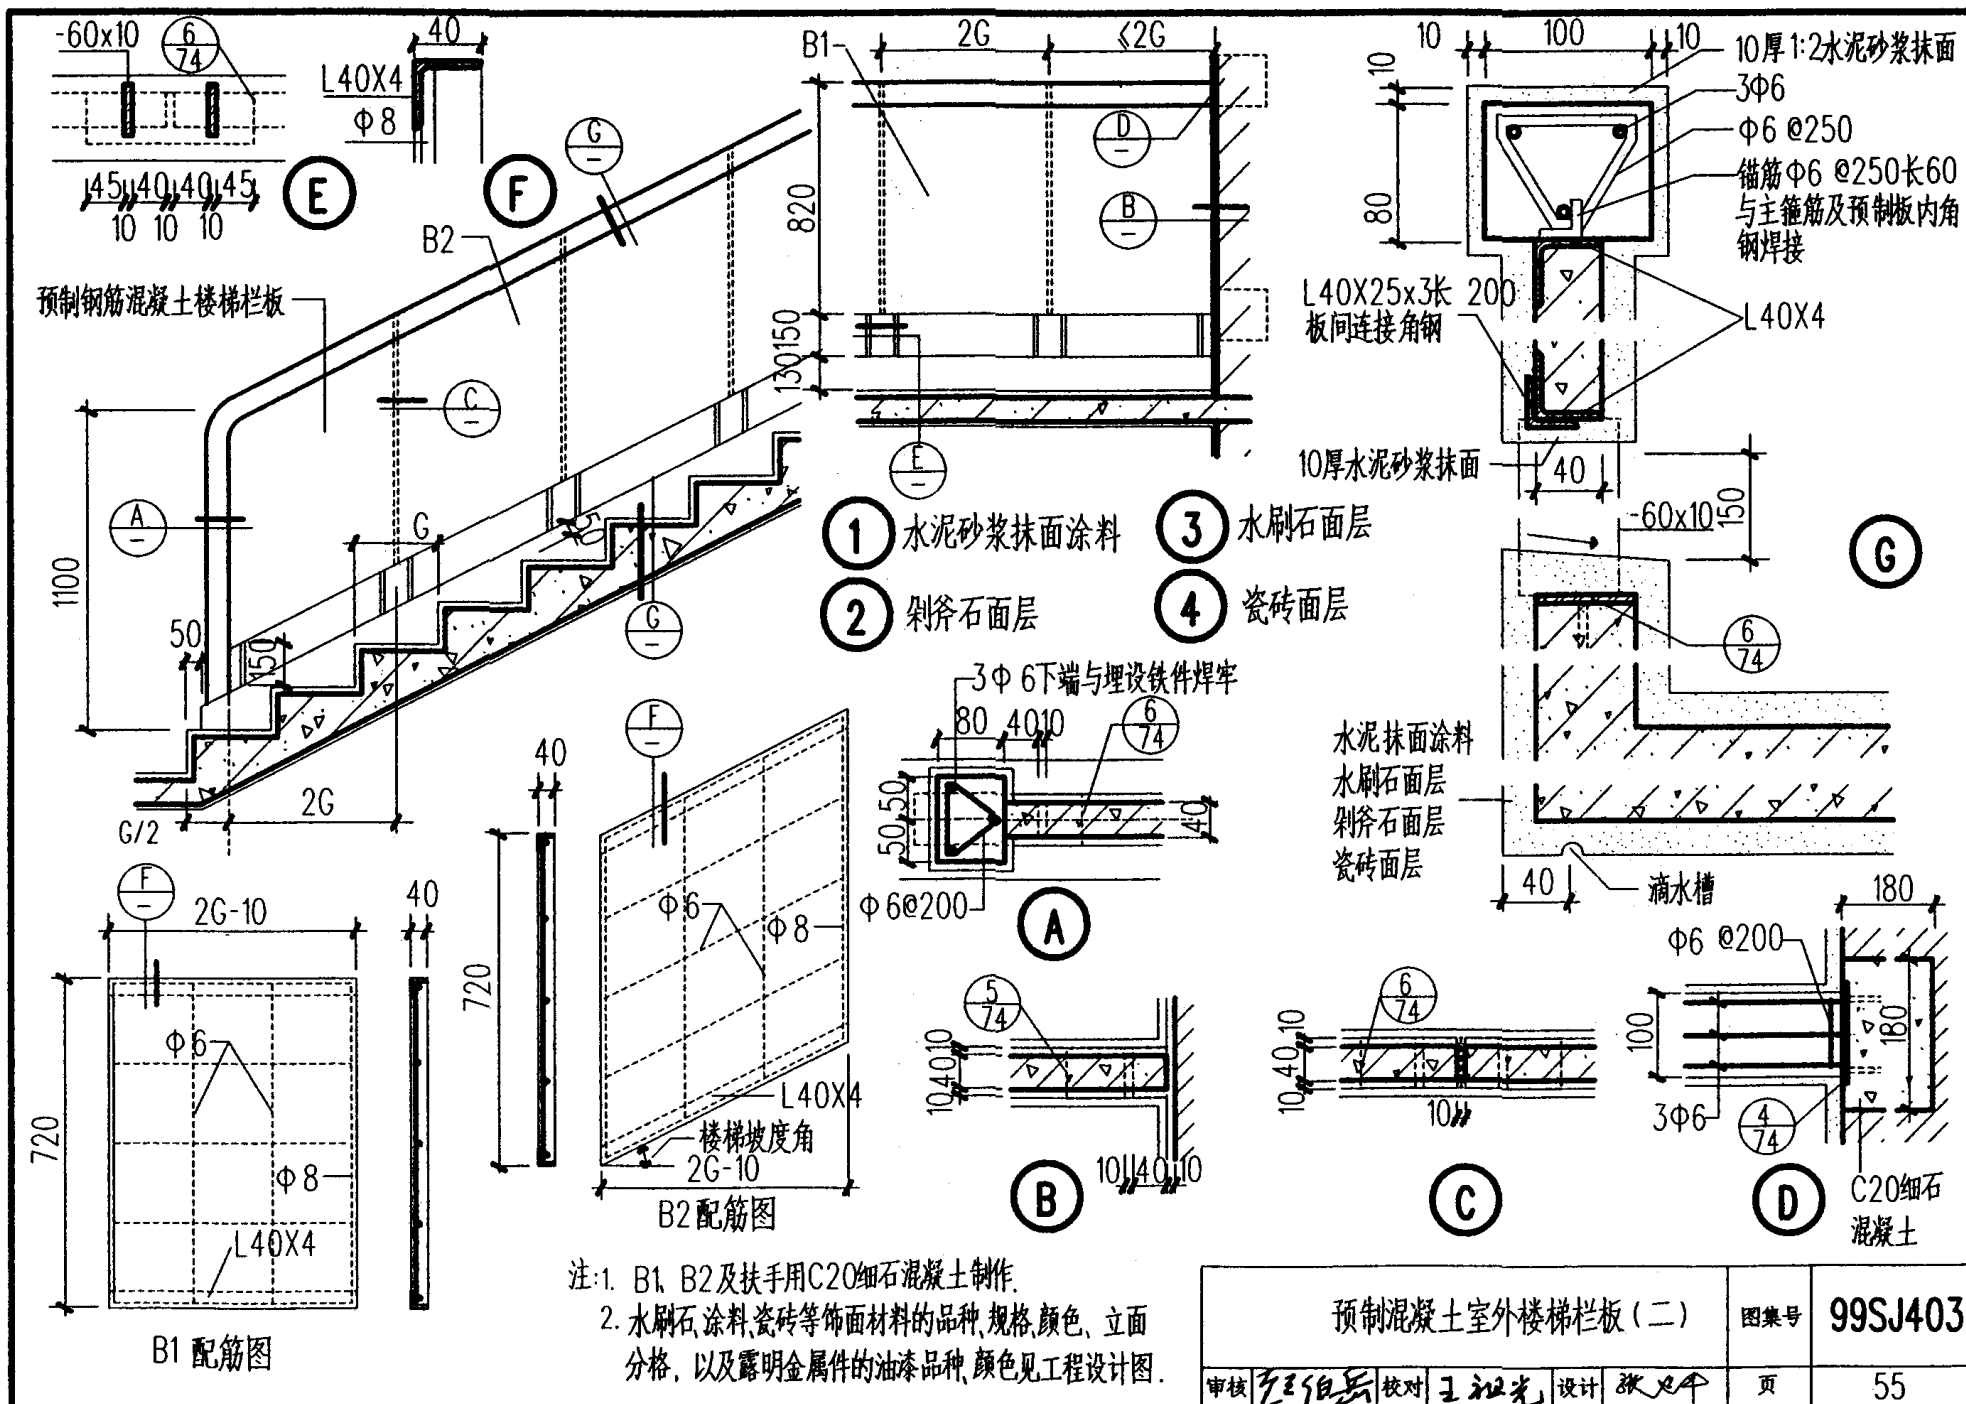 -60x10
6
74
45 40 40 45
10 10 10
E
40
L40X4
Φ8
F
G
-
B2
预制钢筋混凝土楼梯栏板
C
-
A
-
1100
50
150
G
50
G
-
G/2
2G
B1
2G
≤2G
820
150
130
D
-
B
-
E
-
1 水泥砂浆抹面涂料
2 剁斧石面层
3 水刷石面层
4 瓷砖面层
10 100 10
10
80
10厚1:2水泥砂浆抹面
3Φ6
Φ6 @250
锚筋Φ6 @250长60
与主箍筋及预制板内角
钢焊接
L40X25x3长 200
板间连接角钢
L40X4
10厚水泥砂浆抹面
40
-60x10
150
G
6
74
水泥抹面涂料
水刷石面层
剁斧石面层
瓷砖面层
40
滴水槽
F
-
2G-10
40
720
Φ6
Φ8
L40X4
B1 配筋图
F
-
40
720
Φ6
Φ8
L40X4
楼梯坡度角
2G-10
B2配筋图
3Φ 6下端与埋设铁件焊牢
80 40 10
6
74
50 50
40
Φ6@200
A
5
74
10 40 10
10 40 10
B
6
74
10 40 10
10
C
180
Φ6 @200
100
180
3Φ6
4
74
D
C20细石
混凝土
注:1. B1、B2及扶手用C20细石混凝土制作.
2. 水刷石、涂料、瓷砖等饰面材料的品种、规格、颜色、立面
分格，以及露明金属件的油漆品种、颜色见工程设计图.
预制混凝土室外楼梯栏板(二)
图集号 99SJ403
审核 校对 王祖光 设计 页 55